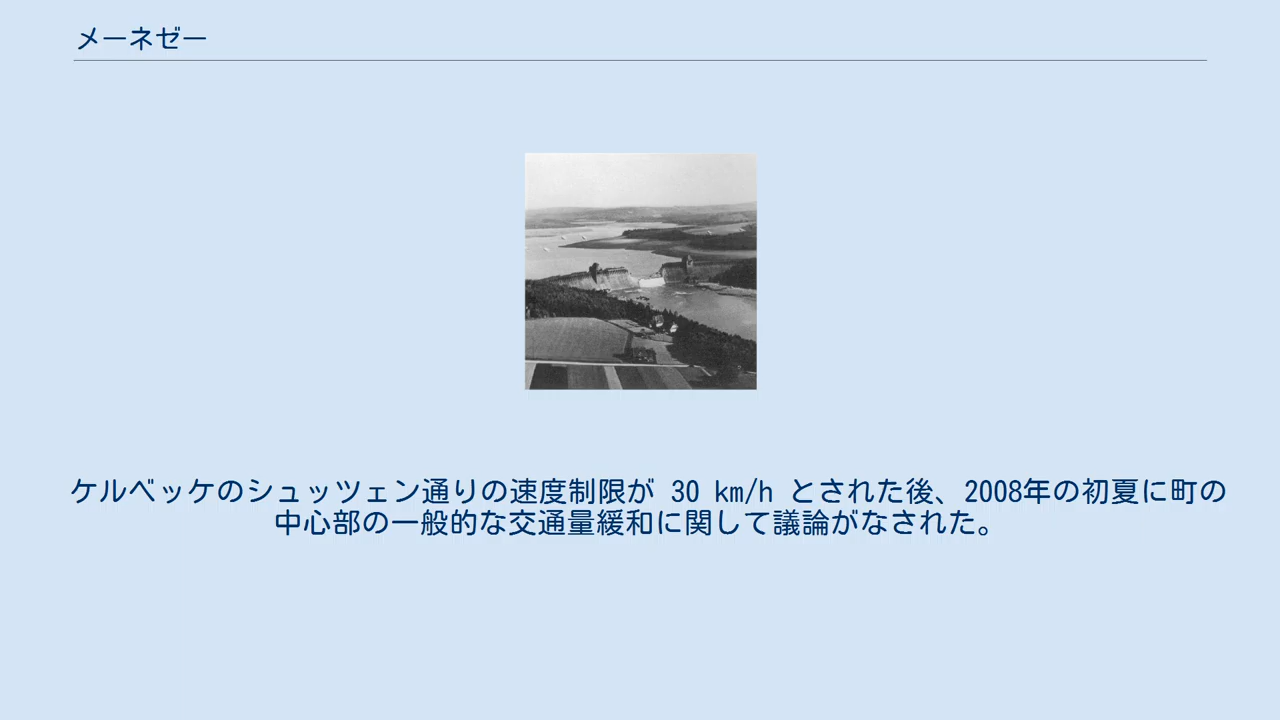 メーネゼー
ケルベッケのシュッツェン通りの速度制限が 30 km/h とされた後、2008年の初夏に町の
中心部の一般的な交通量緩和に関して議論がなされた。